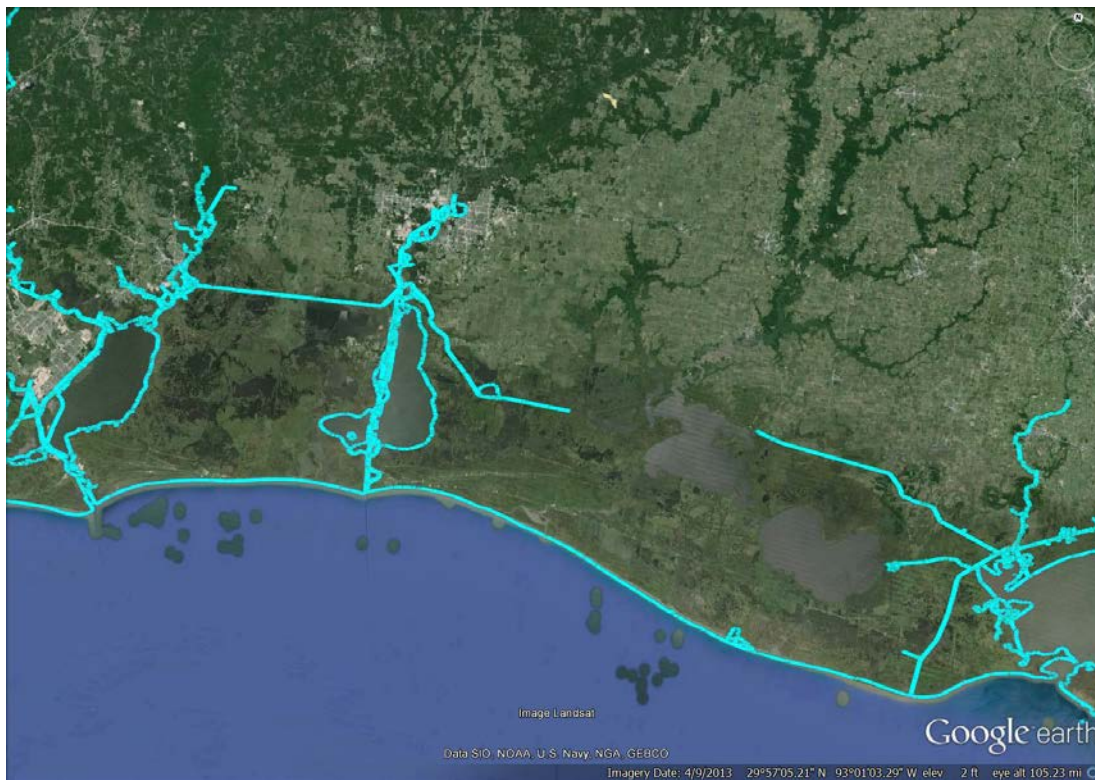 N
Image Landsat
Data SIO, NOAA, U.S. Navy, NGA, GEBCO
Google earth
Imagery Date: 4/9/2013 29°57'05.21" N 93°01'03.29" W elev 2 ft eye alt 105.23 mi